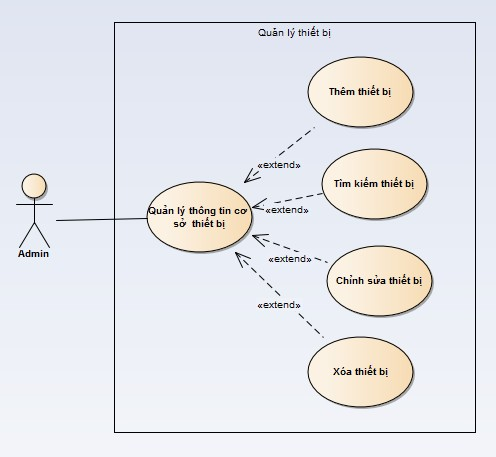 Quản lý thiết bị
Thêm thiết bị
«extend»
Tìm kiếm thiết bị
«extend»
Quản lý thông tin cơ
sở thiết bị
Admin
«extend»
Chỉnh sửa thiết bị
«extend»
Xóa thiết bị